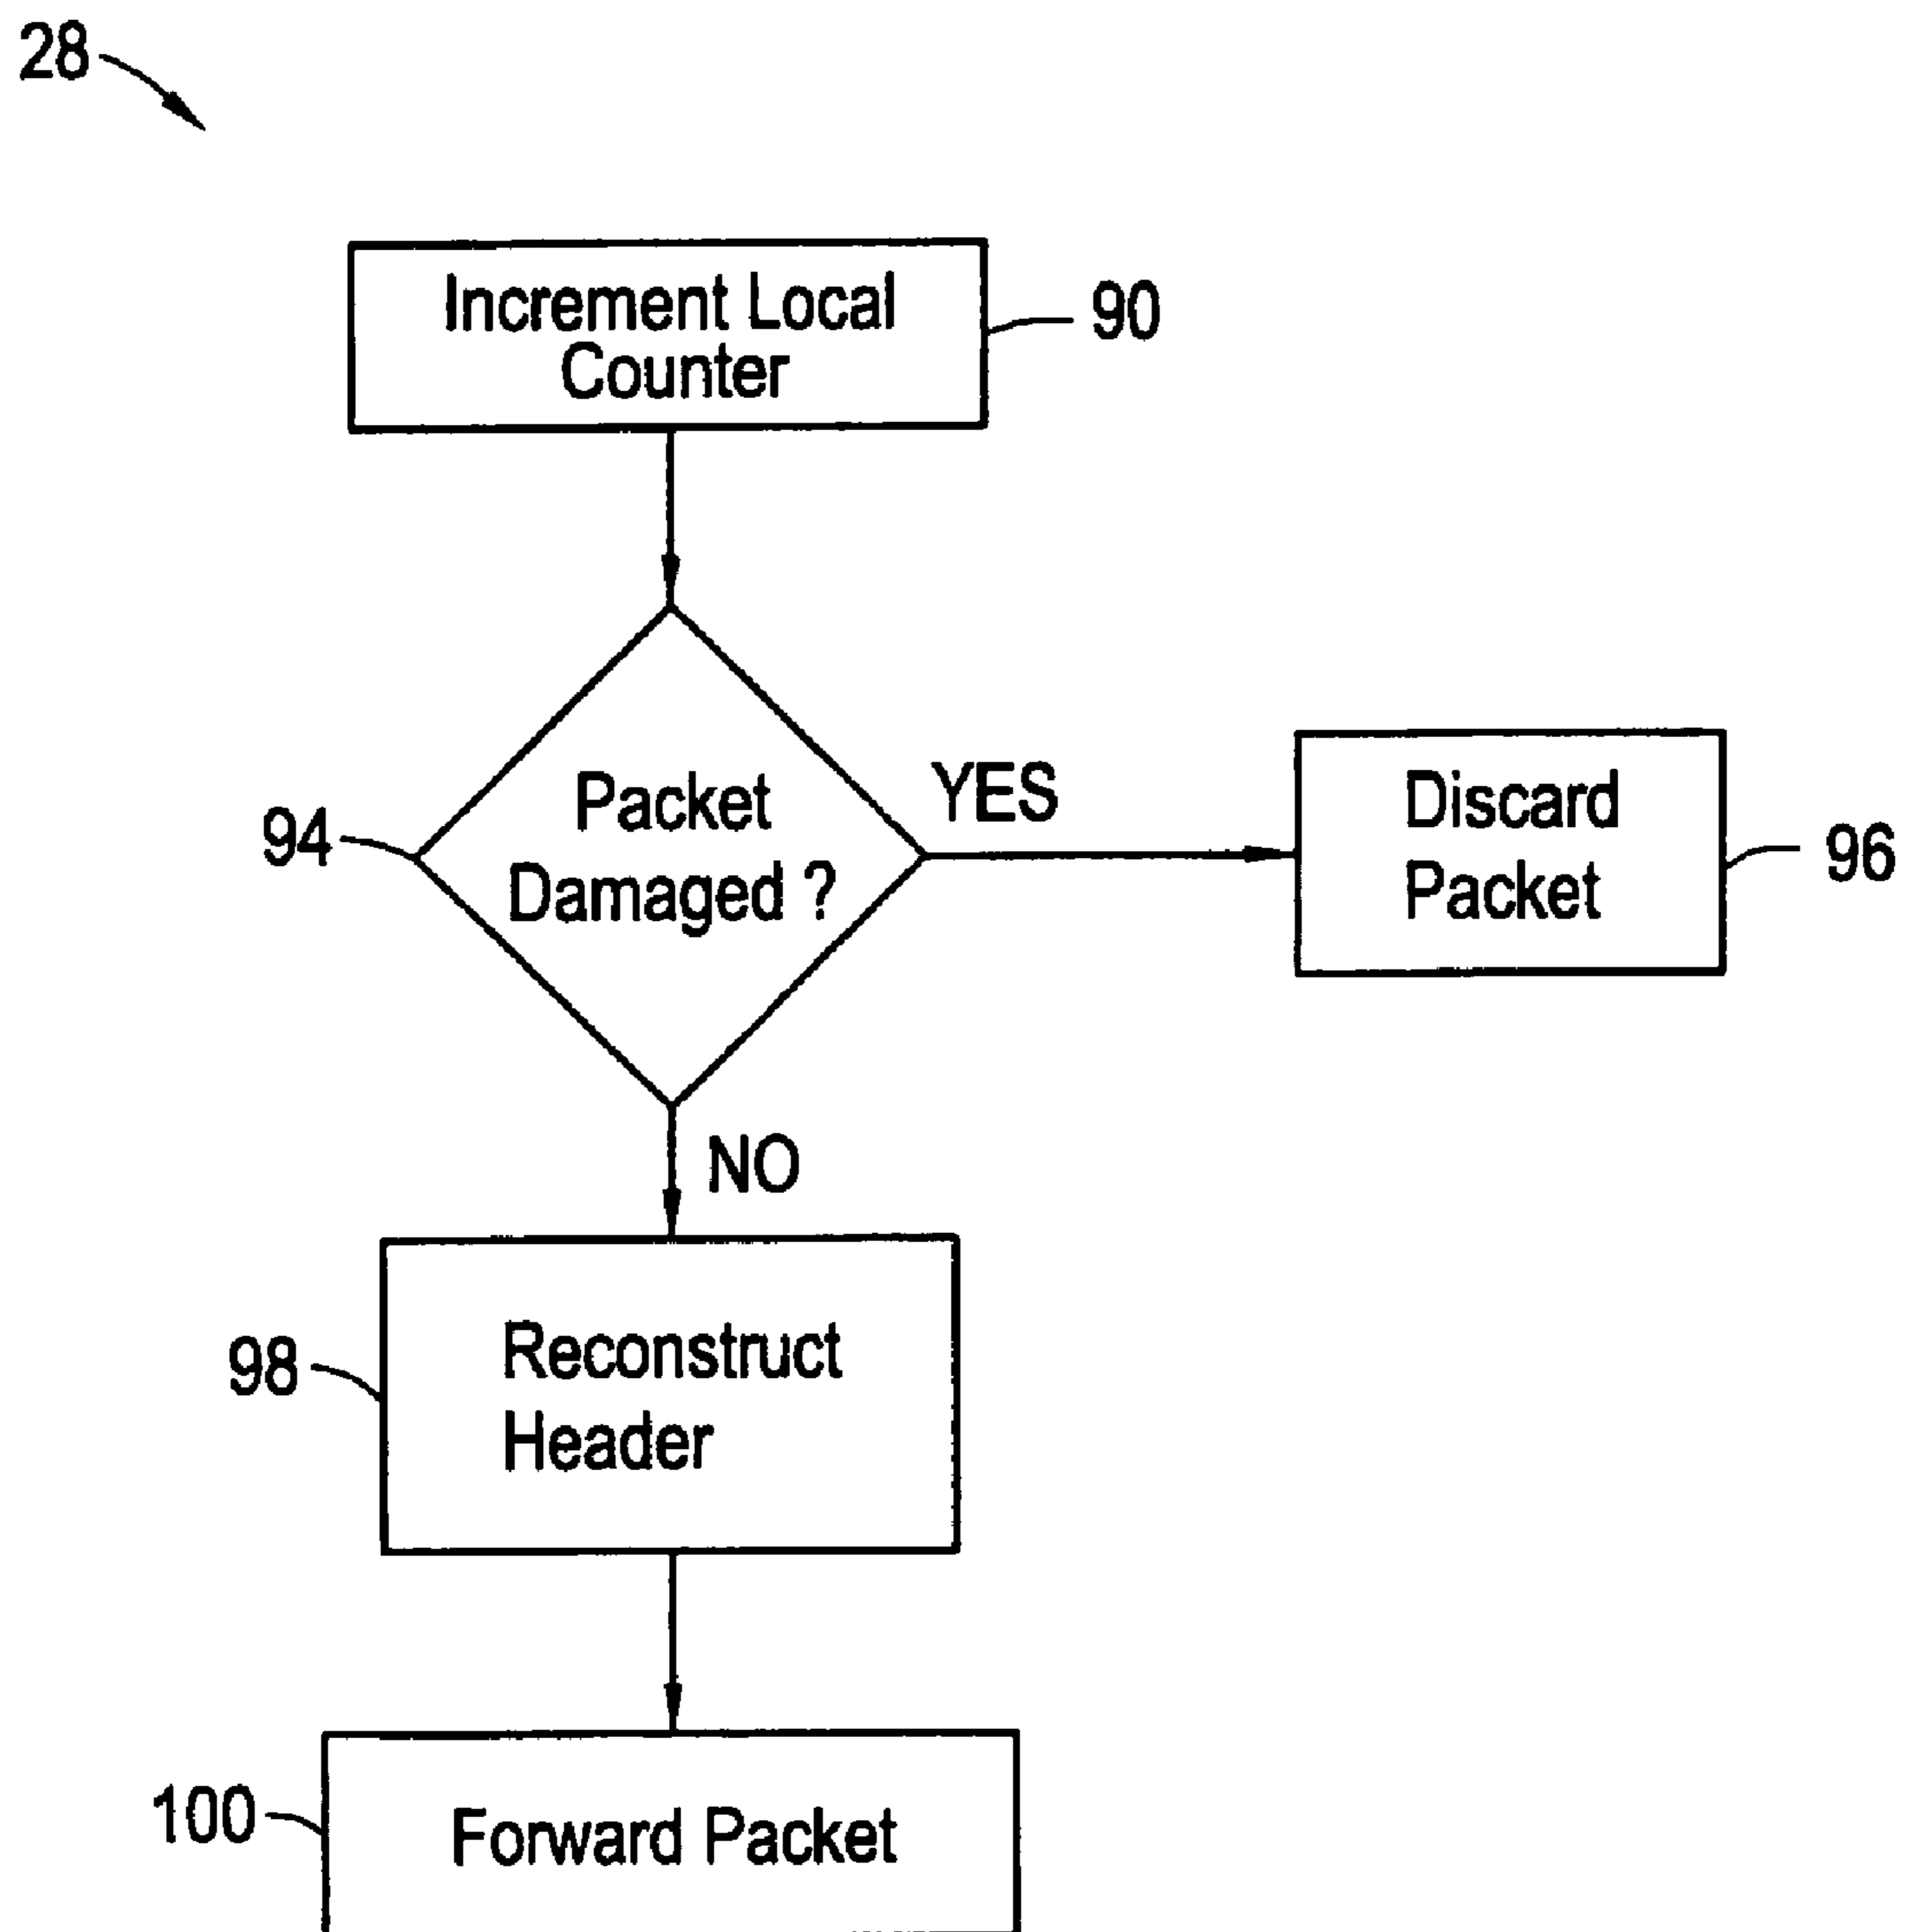 28
Increment Local
Counter
90
Packet
Damaged ?
94
YES
Discard
Packet
96
NO
Reconstruct
Header
98
Forward Packet
100